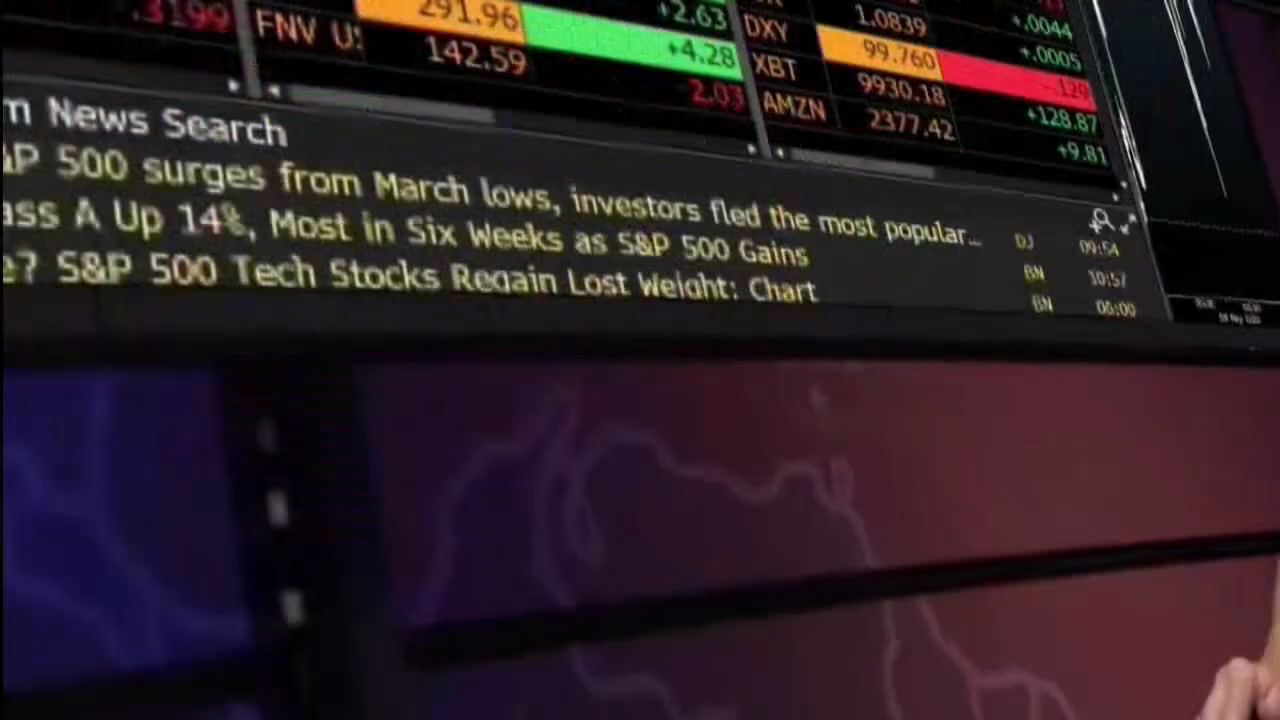 .3199
291.96 +2.63
FNV U 142.59 +4.28
-2.03
1.0839 +.0044
DXY 99.760 +.0005
XBT 9930.18 -.129
AMZN 2377.42 +128.87
+9.81
m News Search
&P 500 surges from March lows, investors fled the most popular... DJ 09:54
ass A Up 14%, Most in Six Weeks as S&P 500 Gains BN 10:57
e? S&P 500 Tech Stocks Regain Lost Weight: Chart BN 06:00